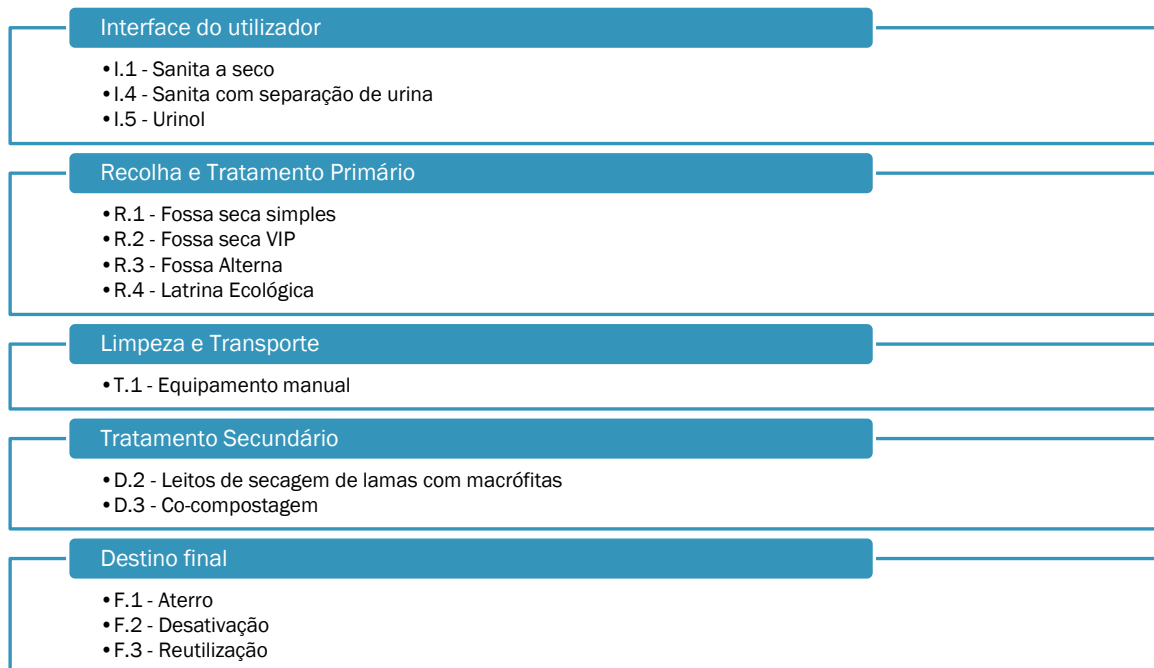 Interface do utilizador
•I.1 - Sanita a seco
•I.4 - Sanita com separação de urina
•I.5 - Urinol
Recolha e Tratamento Primário
•R.1 - Fossa seca simples
•R.2 - Fossa seca VIP
•R.3 - Fossa Alterna
•R.4 - Latrina Ecológica
Limpeza e Transporte
•T.1 - Equipamento manual
Tratamento Secundário
•D.2 - Leitos de secagem de lamas com macrófitas
•D.3 - Co-compostagem
Destino final
•F.1 - Aterro
•F.2 - Desativação
•F.3 - Reutilização